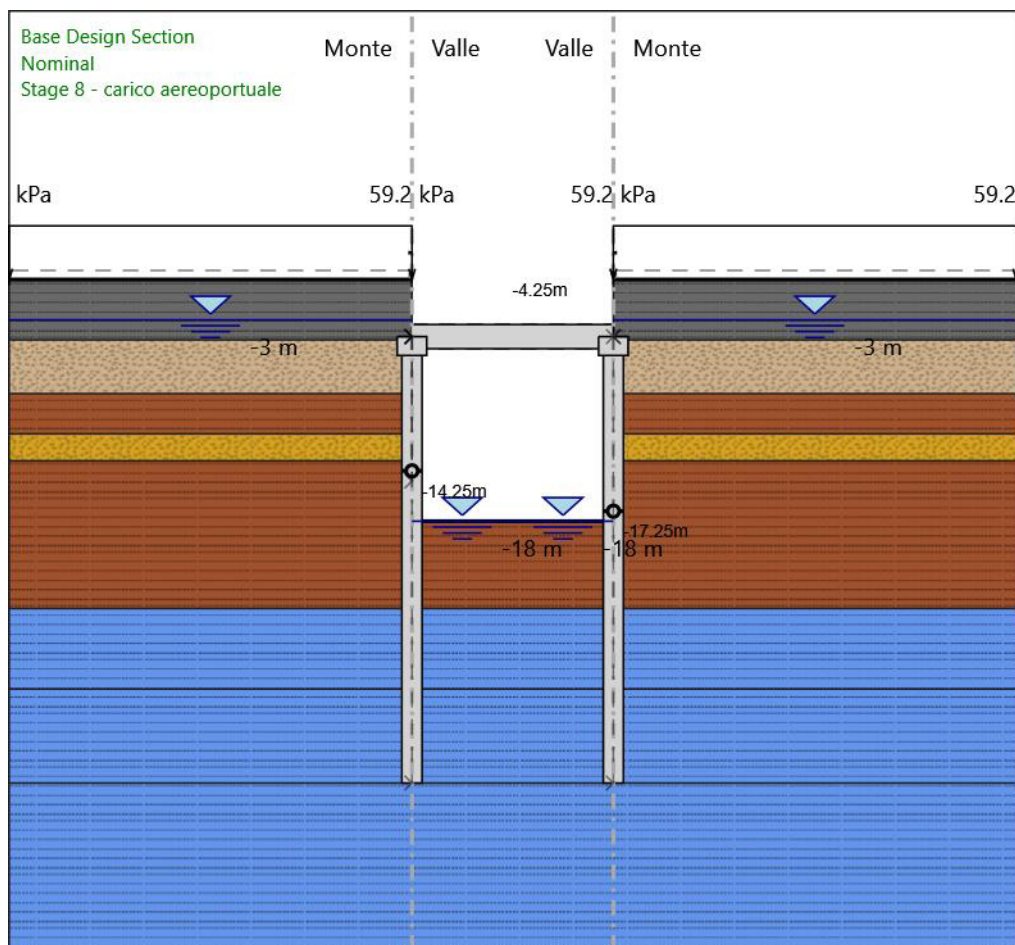 Base Design Section
Nominal
Stage 8 - carico aereoportuale
Monte Valle Valle Monte
kPa 59.2 kPa 59.2 kPa 59.2
-4.25m
-3 m -3 m
-14.25m
-17.25m
-18 m -18 m